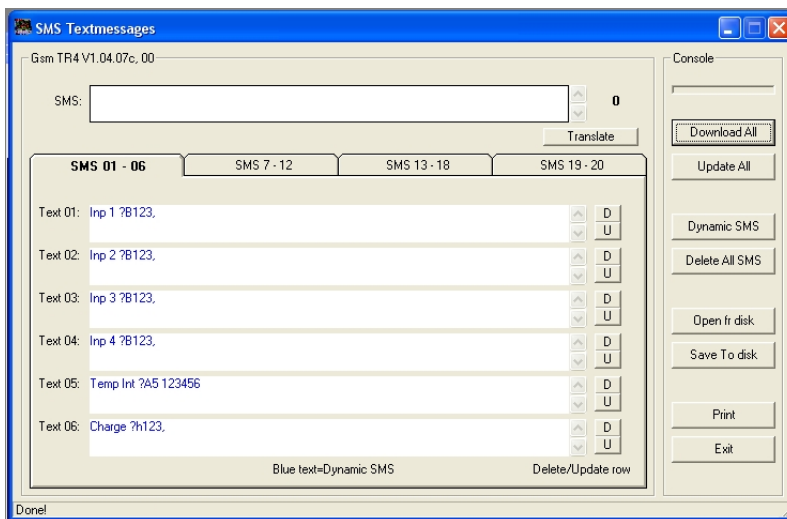 SMS Textmessages
Gsm TR4 V1.04.07c, 00
Console
SMS:
0
Translate
Download All
Update All
SMS 01 - 06
SMS 7 - 12
SMS 13 - 18
SMS 19 - 20
Text 01: Inp 1 ?B123,
D
U
Text 02: Inp 2 ?B123,
D
U
Text 03: Inp 3 ?B123,
D
U
Text 04: Inp 4 ?B123,
D
U
Text 05: Temp Int ?A5 123456
D
U
Text 06: Charge ?h123,
D
U
Blue text=Dynamic SMS
Delete/Update row
Dynamic SMS
Delete All SMS
Open fr disk
Save To disk
Print
Exit
Done!